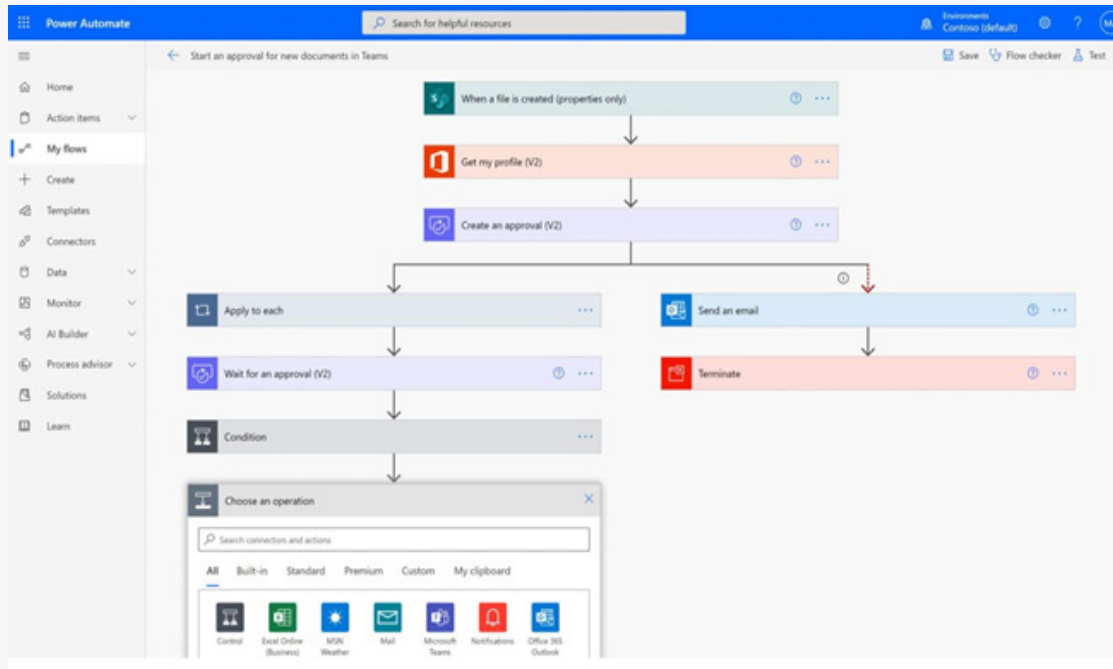 Power Automate
Search for helpful resources
Environments
Contoso (default)
?
Start an approval for new documents in Teams
Save
Flow checker
Test
Home
Action items
My flows
Create
Templates
Connectors
Data
Monitor
AI Builder
Process advisor
Solutions
Learn
When a file is created (properties only)
Get my profile (V2)
Create an approval (V2)
Apply to each
Send an email
Wait for an approval (V2)
Terminate
Condition
Choose an operation
Search connectors and actions
All Built-in Standard Premium Custom My clipboard
Control
Excel Online
(Business)
MSN
Weather
Mail
Microsoft
Teams
Notifications
Office 365
Outlook